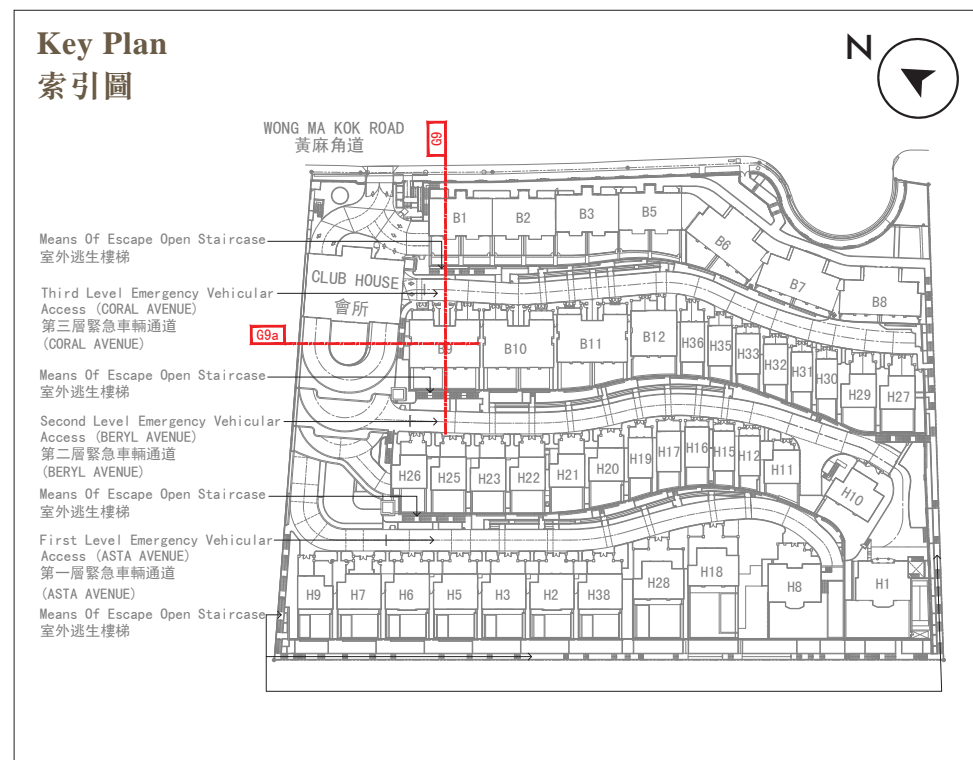 Key Plan
索引圖
N
WONG MA KOK ROAD
黃麻角道
G9
B1
B2
B3
B5
B6
B7
B8
Means Of Escape Open Staircase
室外逃生樓梯
CLUB HOUSE
會所
Third Level Emergency Vehicular
Access (CORAL AVENUE)
第三層緊急車輛通道
(CORAL AVENUE)
G9a
B9
B10
B11
B12
H36
H35
H33
H32
H31
H30
H29
H27
Means Of Escape Open Staircase
室外逃生樓梯
Second Level Emergency Vehicular
Access (BERYL AVENUE)
第二層緊急車輛通道
(BERYL AVENUE)
H26
H25
H23
H22
H21
H20
H19
H17
H16
H15
H12
H11
H10
Means Of Escape Open Staircase
室外逃生樓梯
First Level Emergency Vehicular
Access (ASTA AVENUE)
第一層緊急車輛通道
(ASTA AVENUE)
H9
H7
H6
H5
H3
H2
H38
H28
H18
H8
H1
Means Of Escape Open Staircase
室外逃生樓梯